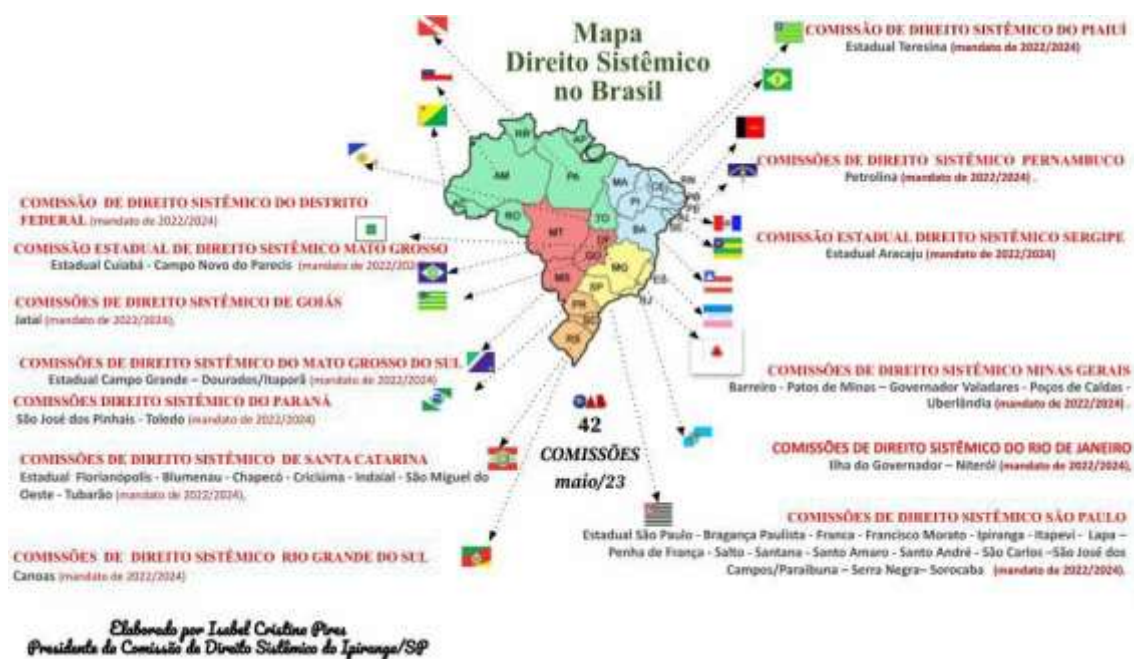 Mapa
Direito Sistêmico
no Brasil
COMISSÃO DE DIREITO SISTÊMICO DO PIAUÍ
Estadual Teresina (mandato de 2022/2024)
COMISSÕES DE DIREITO SISTÊMICO PERNAMBUCO
Petrolina (mandato de 2022/2024) .
COMISSÃO ESTADUAL DIREITO SISTÊMICO SERGIPE
Estadual Aracaju (mandato de 2022/2024)
COMISSÕES DE DIREITO SISTÊMICO MINAS GERAIS
Barreiro - Patos de Minas – Governador Valadares - Poços de Caldas -
Uberlândia (mandato de 2022/2024) .
COMISSÕES DE DIREITO SISTÊMICO DO RIO DE JANEIRO
Ilha do Governador – Niterói (mandato de 2022/2024),
COMISSÕES DE DIREITO SISTÊMICO SÃO PAULO
Estadual São Paulo - Bragança Paulista - Franca - Francisco Morato - Ipiranga - Itapevi - Lapa –
Penha de França - Salto - Santana - Santo Amaro - Santo André - São Carlos –São José dos
Campos/Paraibuna – Serra Negra– Sorocaba (mandato de 2022/2024).
COMISSÃO DE DIREITO SISTÊMICO DO DISTRITO
FEDERAL (mandato de 2022/2024)
COMISSÃO ESTADUAL DE DIREITO SISTÊMICO MATO GROSSO
Estadual Cuiabá - Campo Novo do Parecis (mandato de 2022/202
COMISSÕES DE DIREITO SISTÊMICO DE GOIÁS
Jataí (mandato de 2022/2024),
COMISSÕES DE DIREITO SISTÊMICO DO MATO GROSSO DO SUL
Estadual Campo Grande – Dourados/Itaporã (mandato de 2022/2024)
COMISSÕES DIREITO SISTÊMICO DO PARANÁ
São José dos Pinhais - Toledo (mandato de 2022/2024)
COMISSÕES DE DIREITO SISTÊMICO DE SANTA CATARINA
Estadual Florianópolis - Blumenau - Chapecó - Criciúma - Indaial - São Miguel do
Oeste - Tubarão (mandato de 2022/2024),
COMISSÕES DE DIREITO SISTÊMICO RIO GRANDE DO SUL
Canoas (mandato de 2022/2024)
RR
AP
AM
PA
MA
CE
RN
PB
PE
PI
AL
SE
AC
RO
TO
BA
MT
DF
GO
MG
MS
ES
SP
RJ
PR
SC
RS
OAB
42
COMISSÕES
maio/23
Elaborado por Isabel Cristina Pires
Presidente da Comissão de Direito Sistêmico do Ipiranga/SP